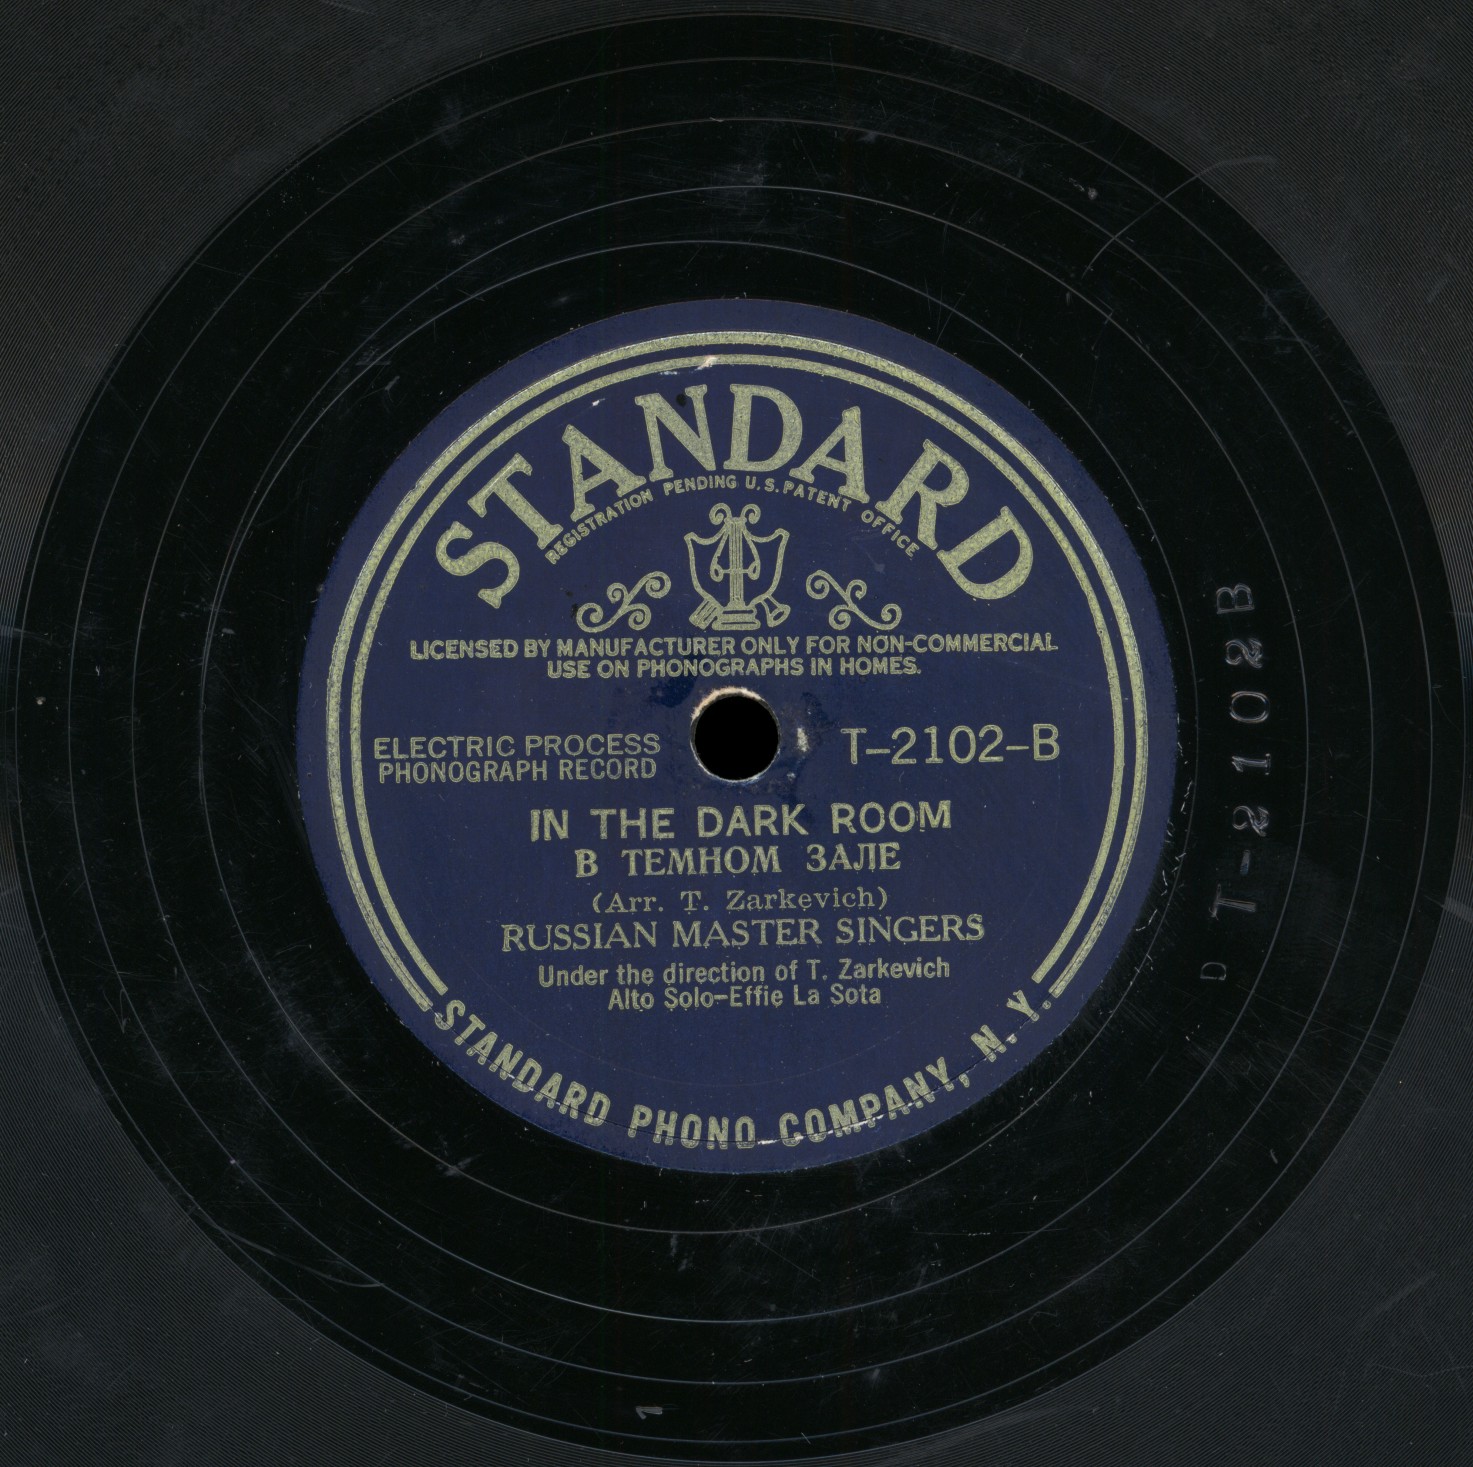 STANDARD
REGISTRATION PENDING U.S. PATENT OFFICE
LICENSED BY MANUFACTURER ONLY FOR NON-COMMERCIAL
USE ON PHONOGRAPHS IN HOMES.
ELECTRIC PROCESS
PHONOGRAPH RECORD
T-2102-B
IN THE DARK ROOM
В ТЕМНОМ ЗАЛЕ
(Arr. T. Zarkevich)
RUSSIAN MASTER SINGERS
Under the direction of T. Zarkevich
Alto Solo-Effie La Sota
STANDARD PHONO COMPANY, N. Y.
D T-2102B
1